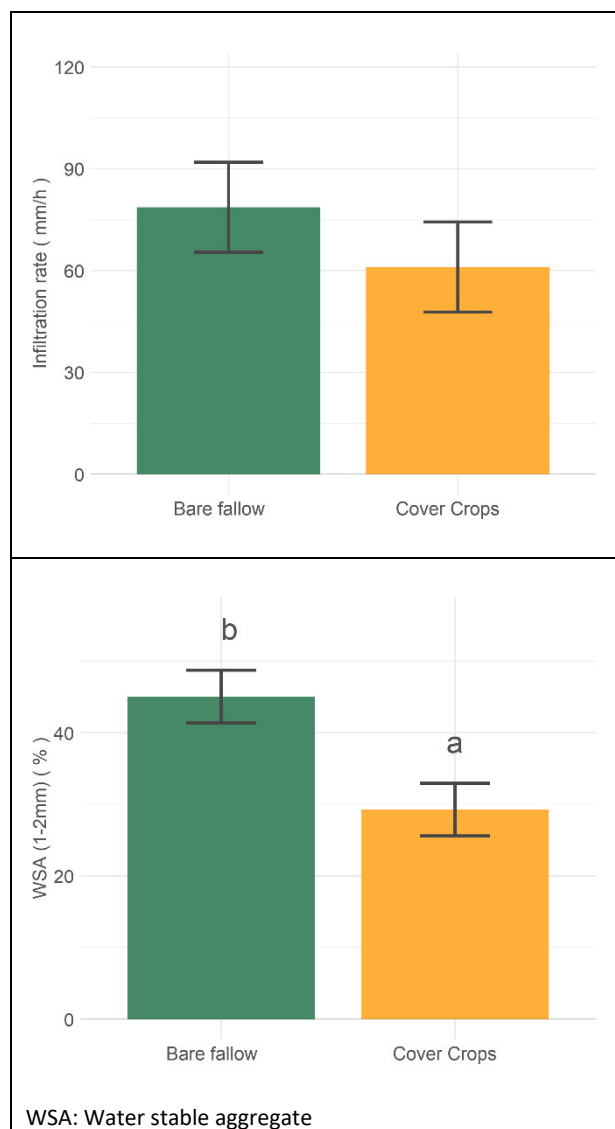 120
90
60
30
0
Infiltration rate ( mm/h )
Bare fallow
Cover Crops
b
a
40
20
0
WSA (1-2mm) ( % )
Bare fallow
Cover Crops
WSA: Water stable aggregate